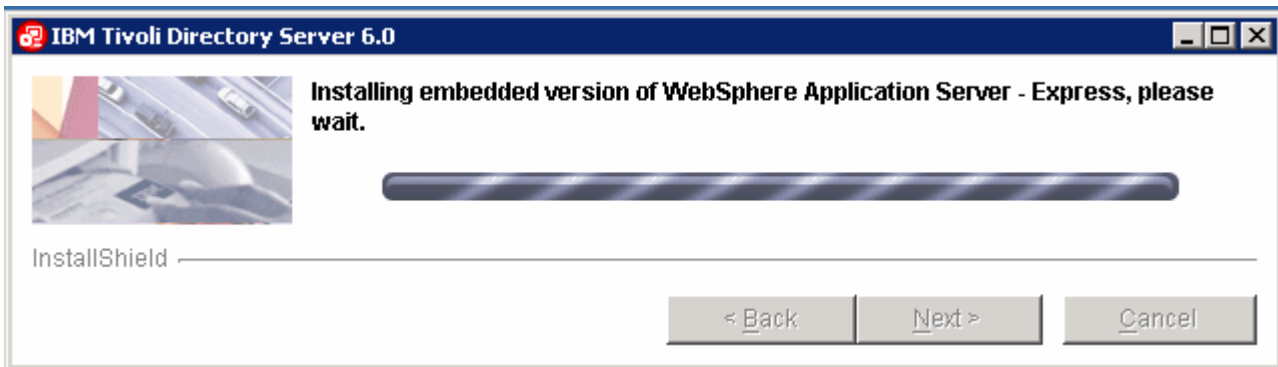 IBM Tivoli Directory Server 6.0
Installing embedded version of WebSphere Application Server - Express, please
wait.
InstallShield
< Back Next > Cancel